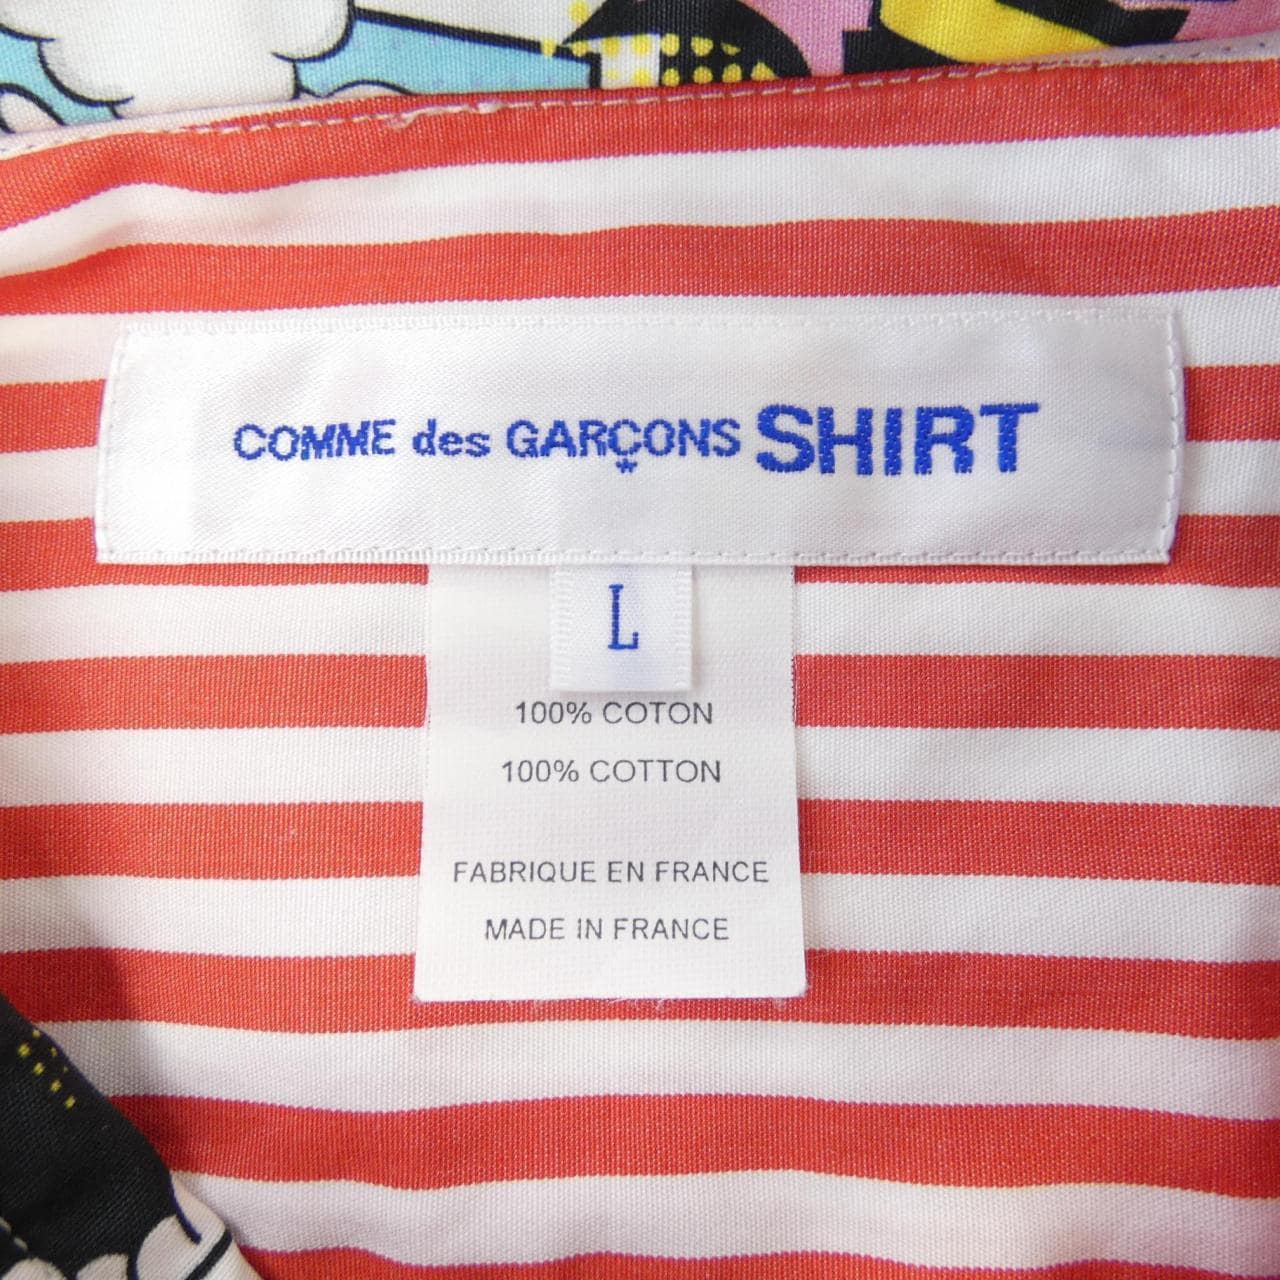 COMME des GARÇONS SHIRT
L
100% COTON
100% COTTON
FABRIQUE EN FRANCE
MADE IN FRANCE